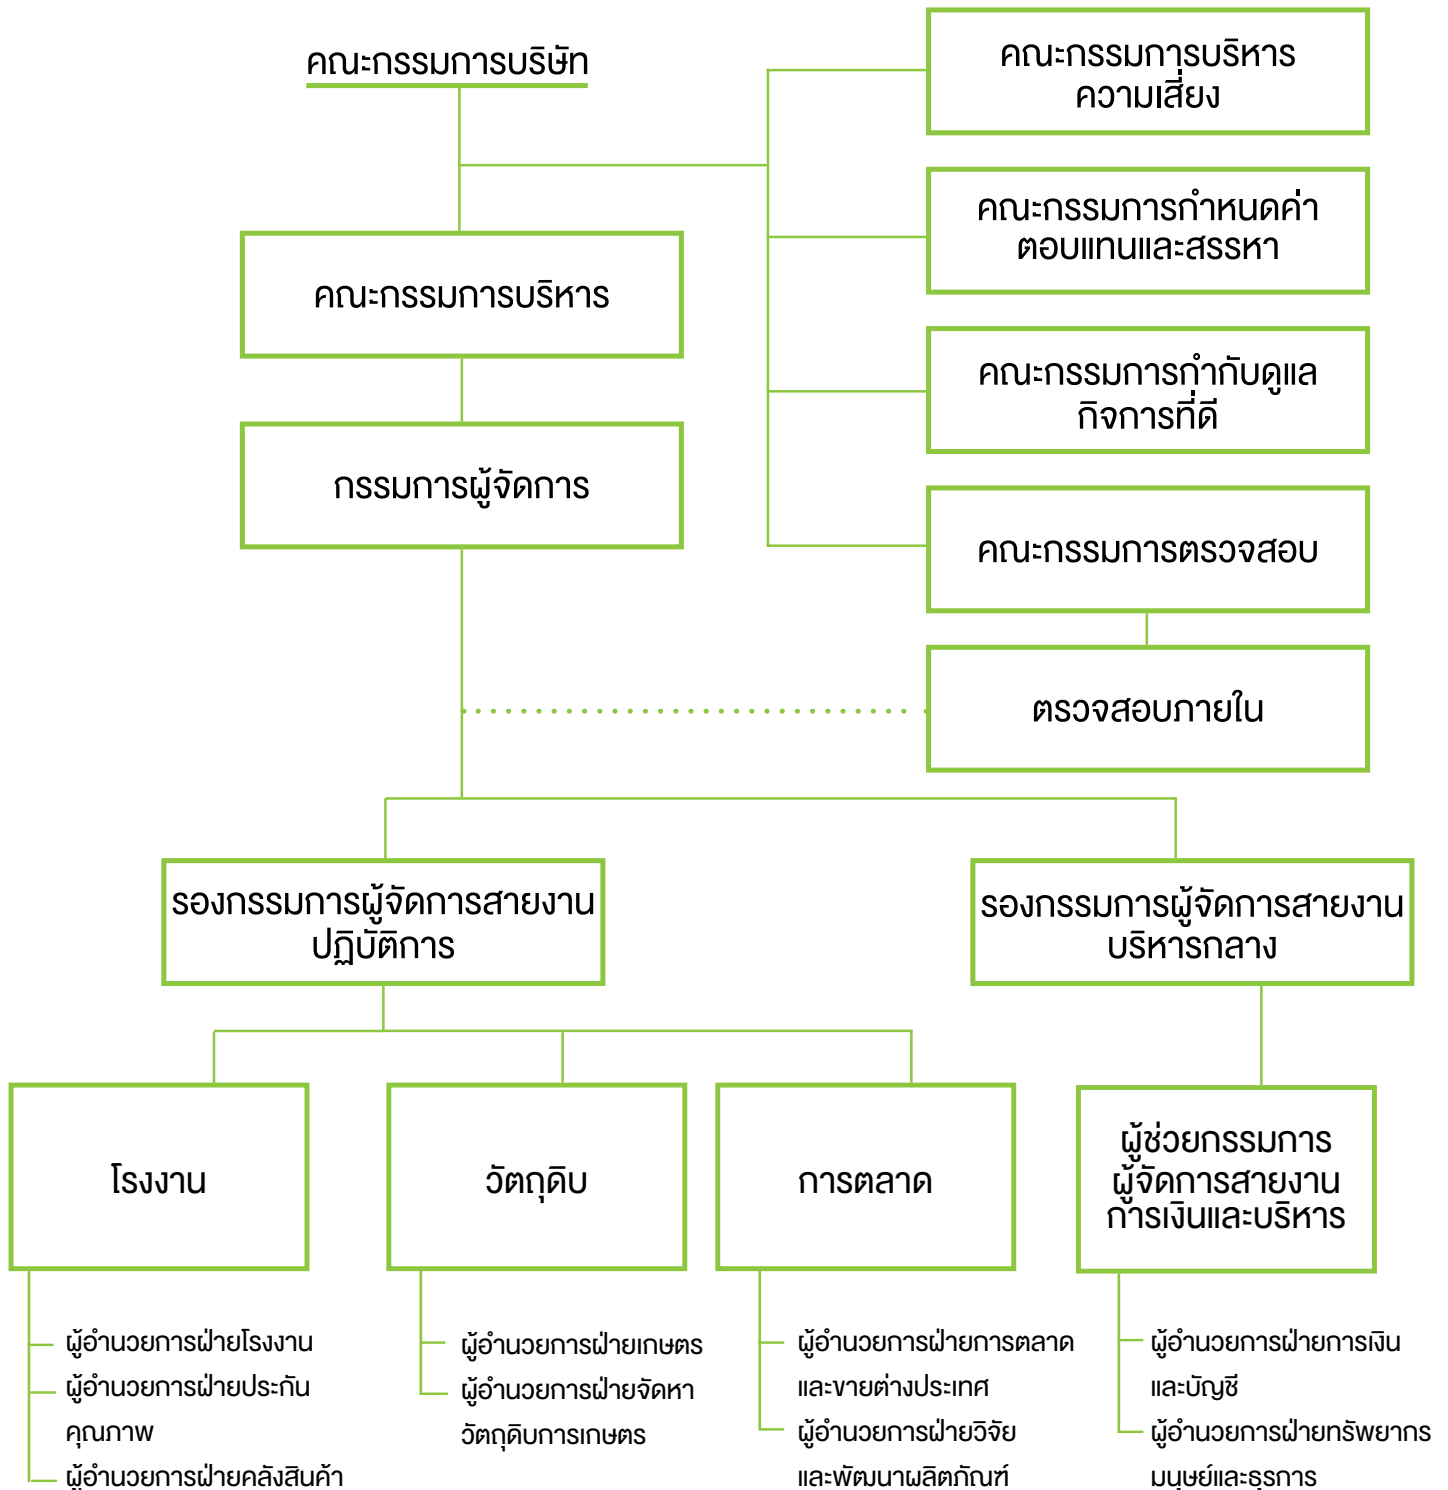 คณะกรรมการบริษัท
คณะกรรมการบริหาร
ความเสี่ยง
คณะกรรมการกำหนดค่า
ตอบแทนและสรรหา
คณะกรรมการบริหาร
คณะกรรมการกำกับดูแล
กิจการที่ดี
กรรมการผู้จัดการ
คณะกรรมการตรวจสอบ
ตรวจสอบภายใน
รองกรรมการผู้จัดการสายงาน
ปฏิบัติการ
รองกรรมการผู้จัดการสายงาน
บริหารกลาง
โรงงาน
วัตถุดิบ
การตลาด
ผู้ช่วยกรรมการ
ผู้จัดการสายงาน
การเงินและบริหาร
ผู้อำนวยการฝ่ายโรงงาน
ผู้อำนวยการฝ่ายประกัน
คุณภาพ
ผู้อำนวยการฝ่ายคลังสินค้า
ผู้อำนวยการฝ่ายเกษตร
ผู้อำนวยการฝ่ายจัดหา
วัตถุดิบการเกษตร
ผู้อำนวยการฝ่ายการตลาด
และขายต่างประเทศ
ผู้อำนวยการฝ่ายวิจัย
และพัฒนาผลิตภัณฑ์
ผู้อำนวยการฝ่ายการเงิน
และบัญชี
ผู้อำนวยการฝ่ายทรัพยากร
มนุษย์และธุรการ